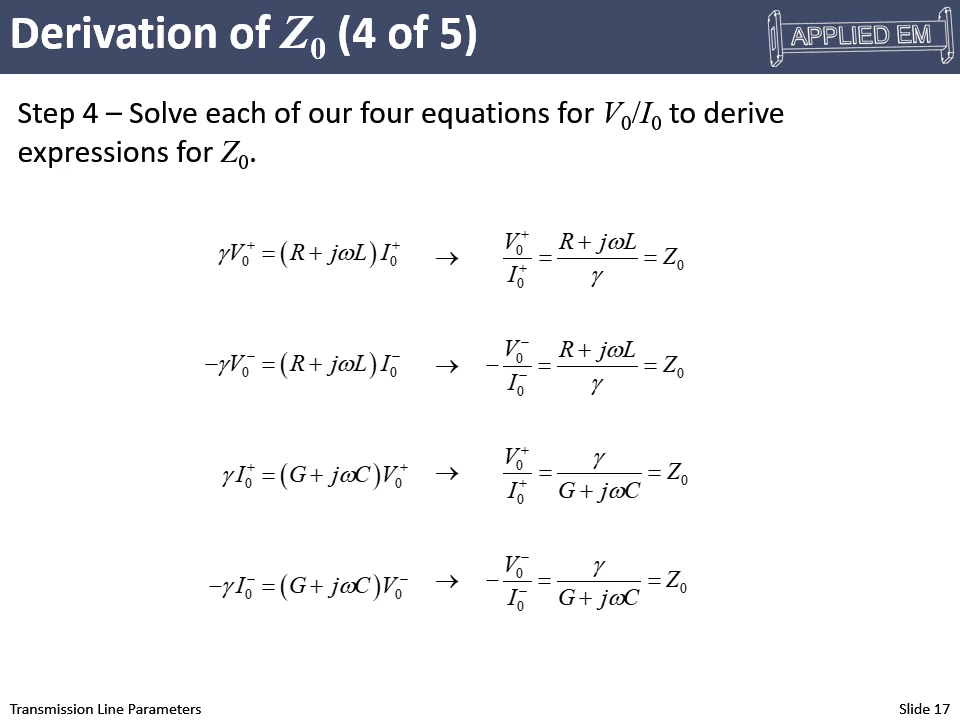 Derivation of Z₀ (4 of 5)
APPLIED EM
Step 4 – Solve each of our four equations for V₀/I₀ to derive
expressions for Z₀.
γV₀⁺ = (R + jωL) I₀⁺ → V₀⁺/I₀⁺ = (R + jωL)/γ = Z₀
−γV₀⁻ = (R + jωL) I₀⁻ → −V₀⁻/I₀⁻ = (R + jωL)/γ = Z₀
γI₀⁺ = (G + jωC)V₀⁺ → V₀⁺/I₀⁺ = γ/(G + jωC) = Z₀
−γI₀⁻ = (G + jωC)V₀⁻ → −V₀⁻/I₀⁻ = γ/(G + jωC) = Z₀
Transmission Line Parameters
Slide 17